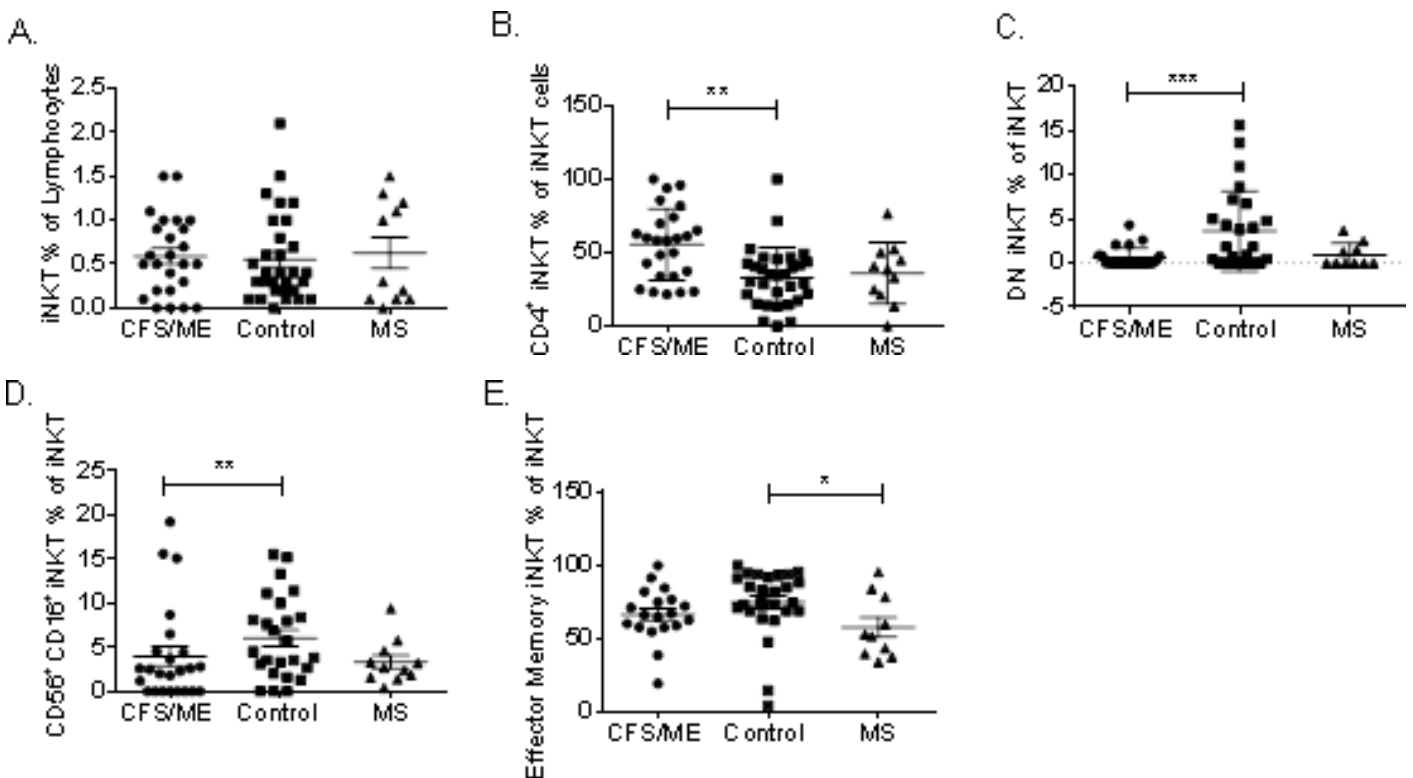 A.
iNKT % of Lymphocytes
2.5
2.0
1.5
1.0
0.5
0.0
CFS/ME Control MS
B.
CD4⁺ iNKT % of iNKT cells
150
100
50
0
**
CFS/ME Control MS
C.
DN iNKT % of iNKT
20
15
10
5
0
-5
***
CFS/ME Control MS
D.
CD56⁺ CD16⁺ iNKT % of iNKT
25
20
15
10
5
0
**
CFS/ME Control MS
E.
Effector Memory iNKT % of iNKT
150
100
50
0
*
CFS/ME Control MS